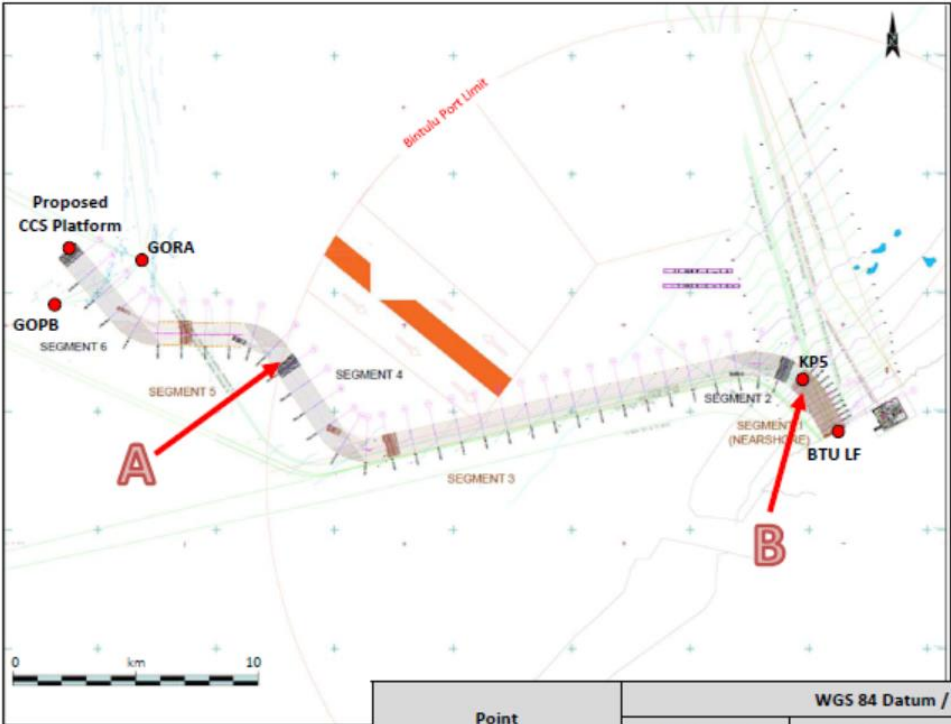 N
Bintulu Port Limit
Proposed
CCS Platform
GORA
GOPB
SEGMENT 6
SEGMENT 5
SEGMENT 4
A
KP5
SEGMENT 2
SEGMENT 1
(NEARSHORE)
BTU LF
SEGMENT 3
B
0 km 10
Point
WGS 84 Datum /